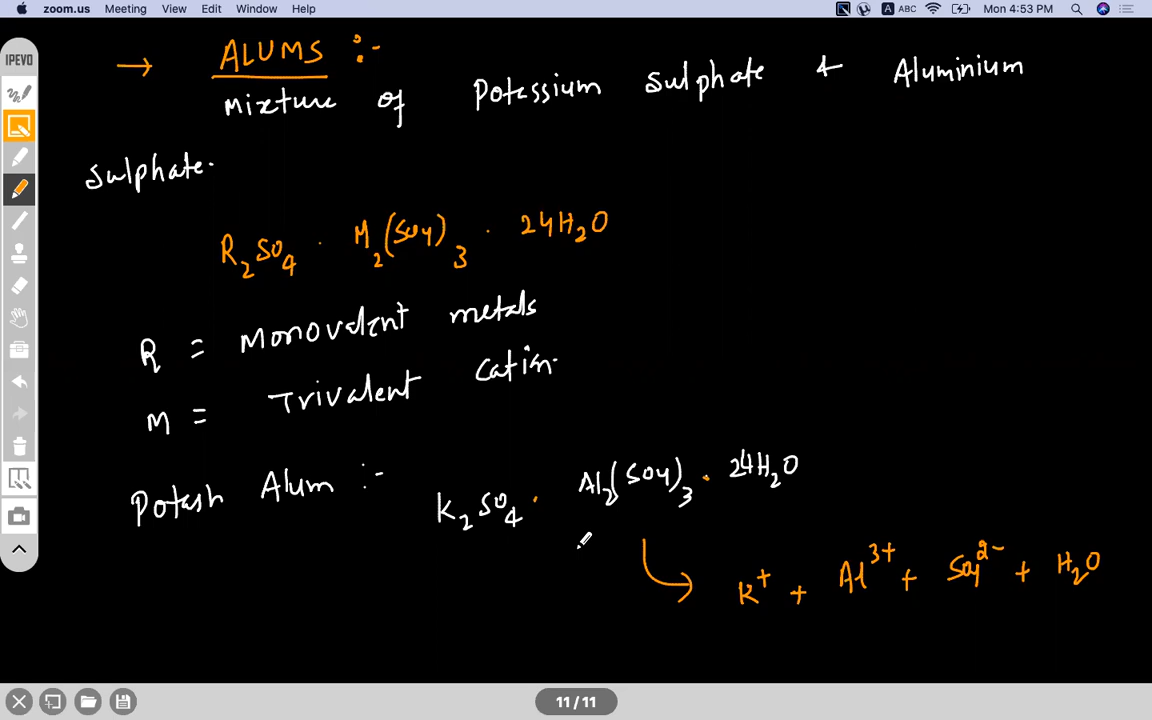 zoom.us Meeting View Edit Window Help ABC Mon 4:53 PM
IPEVO
→ ALUMS :-
Mixture of Potassium Sulphate + Aluminium
Sulphate.
R₂SO₄ · M₂(SO₄)₃ · 24H₂O
R = Monovalent metals
M = Trivalent cation
Potash Alum :- K₂SO₄ · Al₂(SO₄)₃ · 24H₂O
K⁺ + Al³⁺ + SO₄²⁻ + H₂O
11 / 11